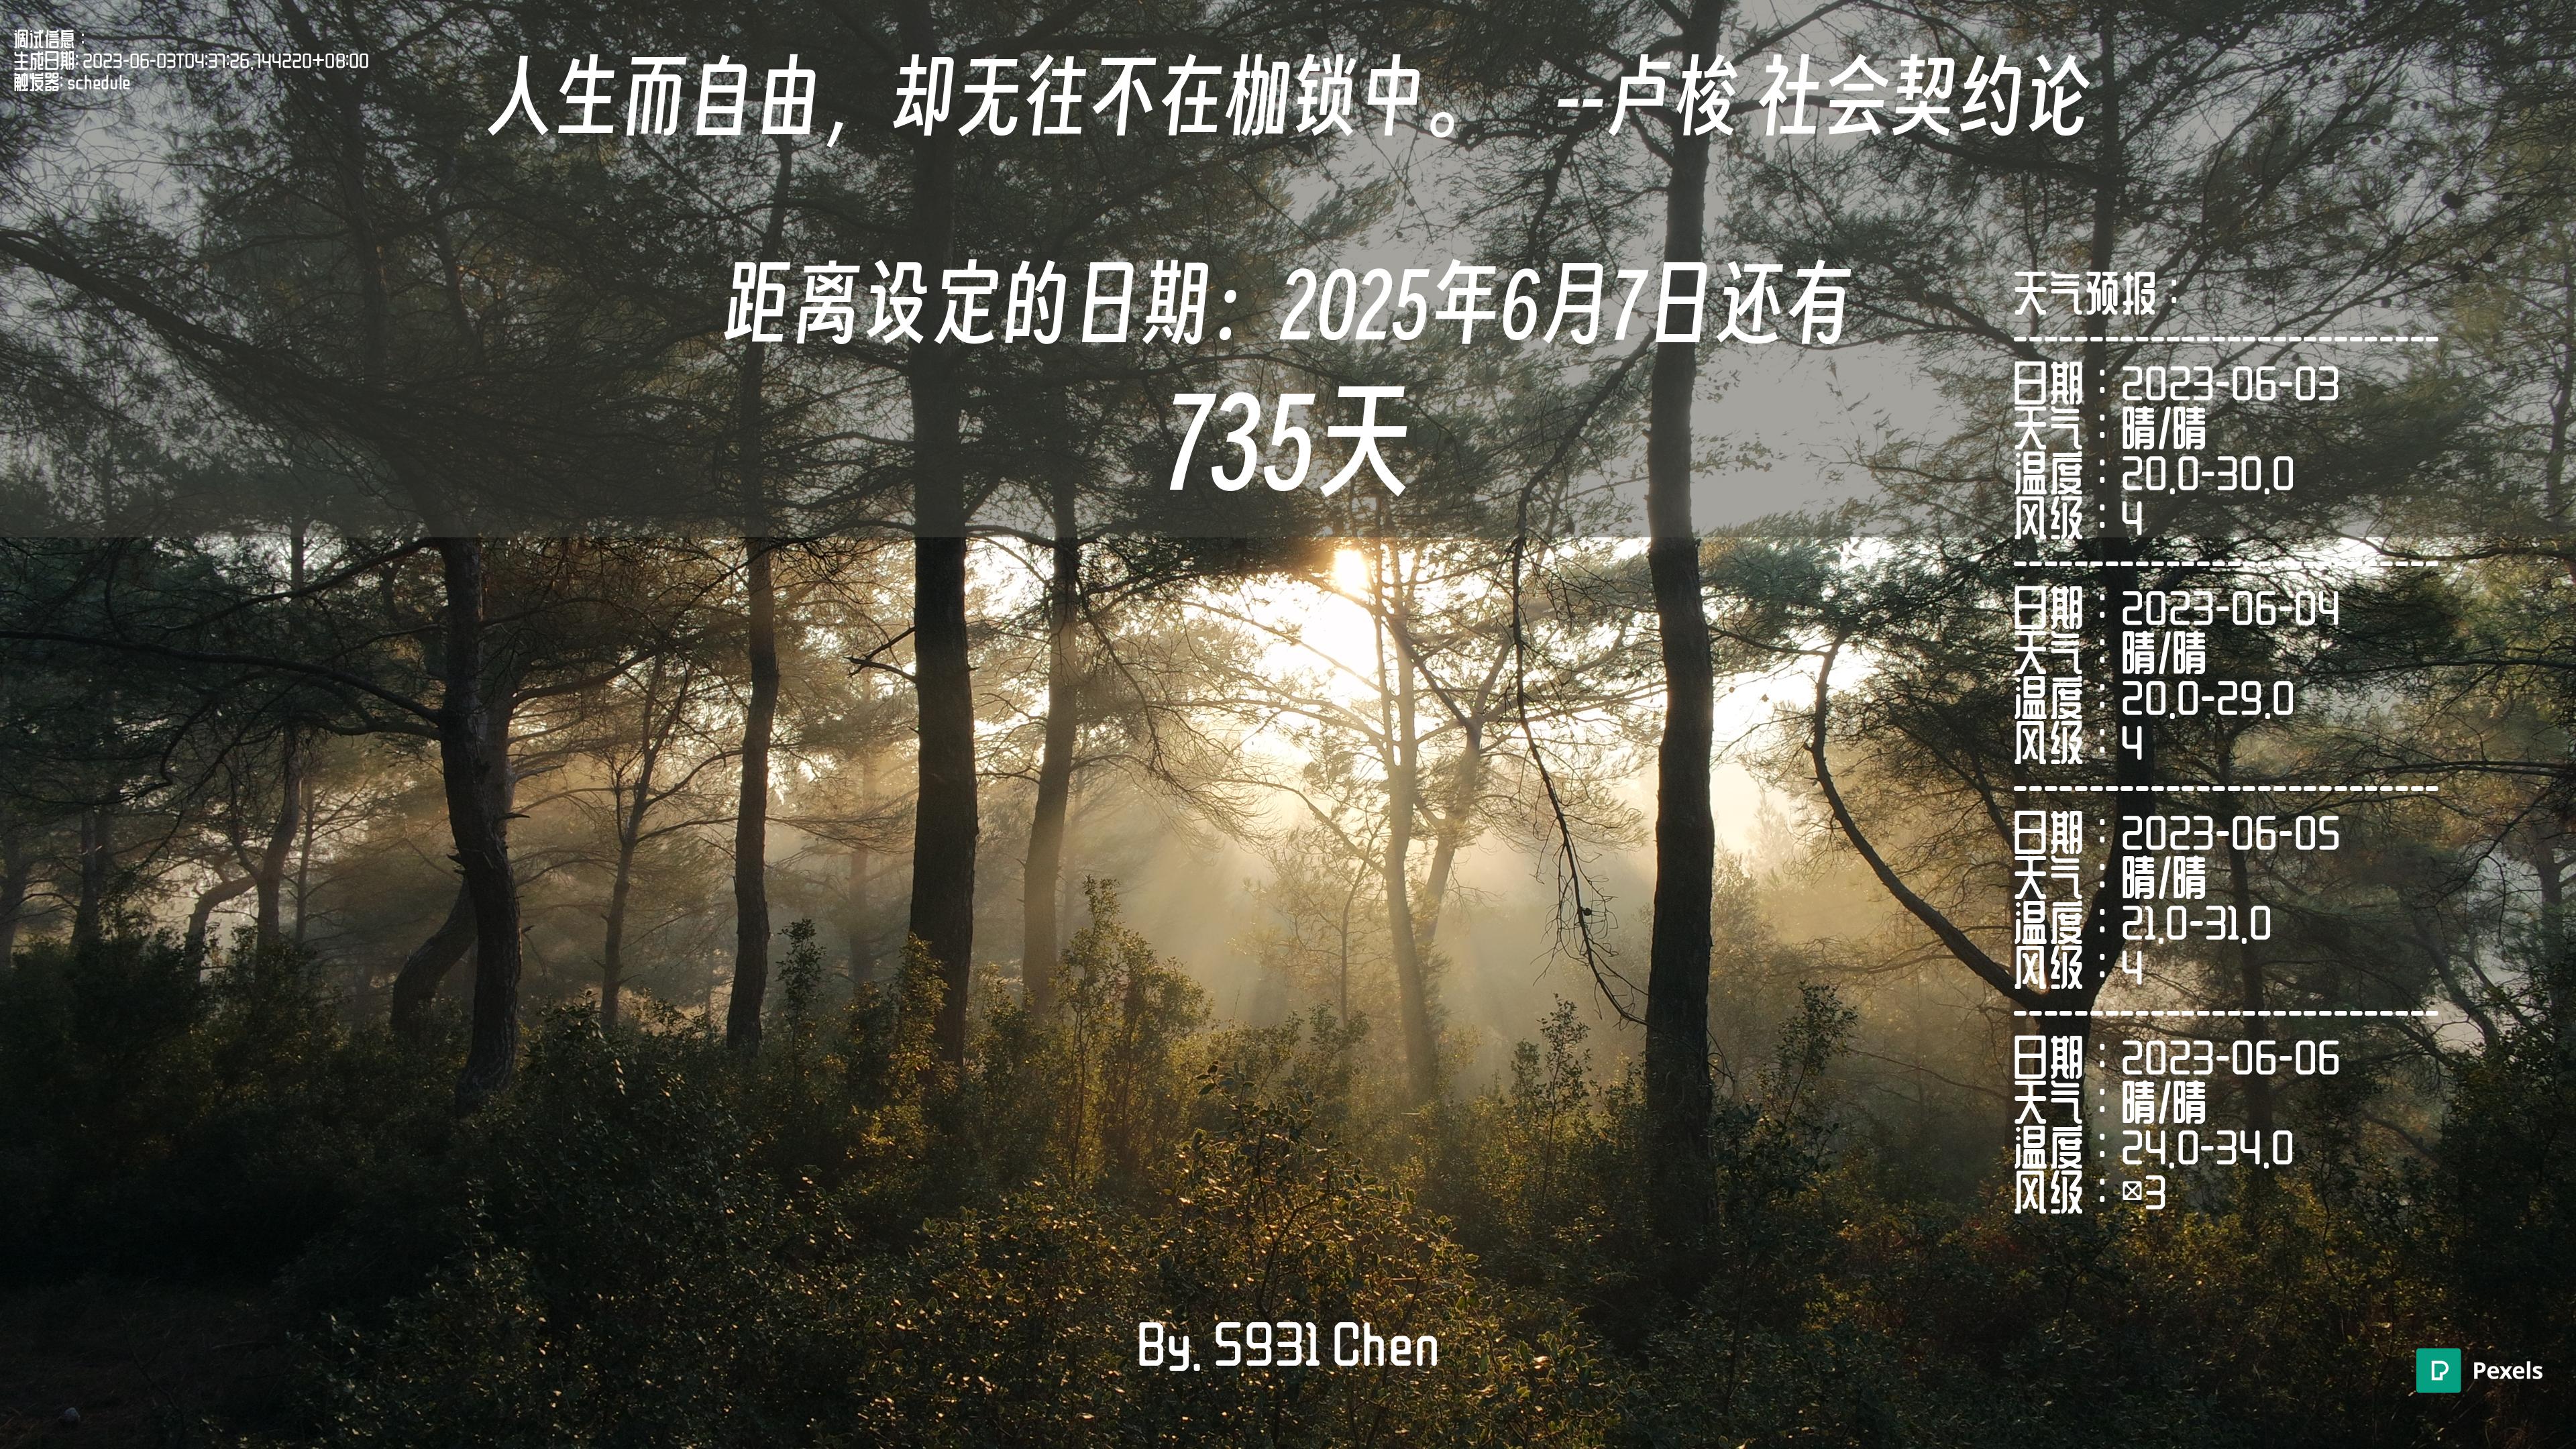 调试信息：
生成日期: 2023-06-03T04:37:26.744220+08:00
触发器: schedule
人生而自由，却无往不在枷锁中。 --卢梭 社会契约论
距离设定的日期：2025年6月7日还有
735天
天气预报：
------------------------------
日期：2023-06-03
天气：晴/晴
温度：20.0-30.0
风级：4
------------------------------
日期：2023-06-04
天气：晴/晴
温度：20.0-29.0
风级：4
------------------------------
日期：2023-06-05
天气：晴/晴
温度：21.0-31.0
风级：4
------------------------------
日期：2023-06-06
天气：晴/晴
温度：24.0-34.0
风级：☒3
By. 5931 Chen
Pexels